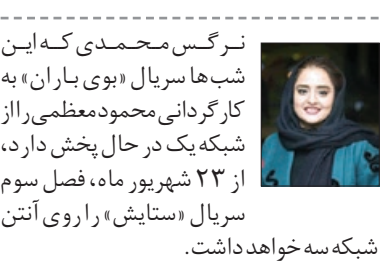 نرگس محمدی که این
شب‌ها سریال «بوی باران» به
کارگردانی محمود معظمی را از
شبکه یک در حال پخش دارد،
از ۲۳ شهریور ماه، فصل سوم
سریال «ستایش» را روی آنتن
شبکه سه خواهد داشت.